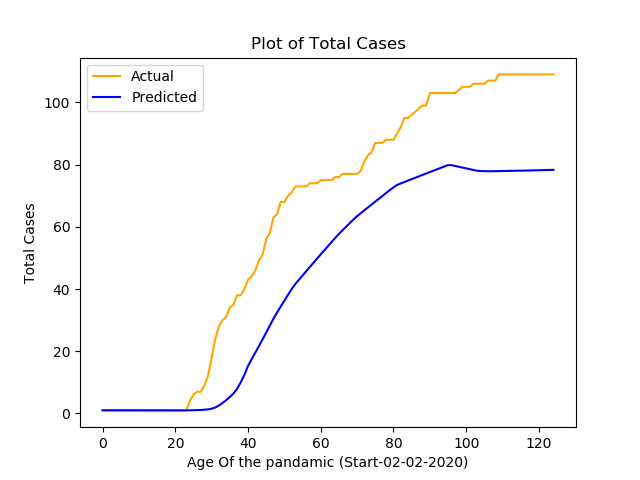 Plot of Total Cases
Actual
Predicted
100
80
60
40
20
0
Total Cases
0 20 40 60 80 100 120
Age Of the pandamic (Start-02-02-2020)